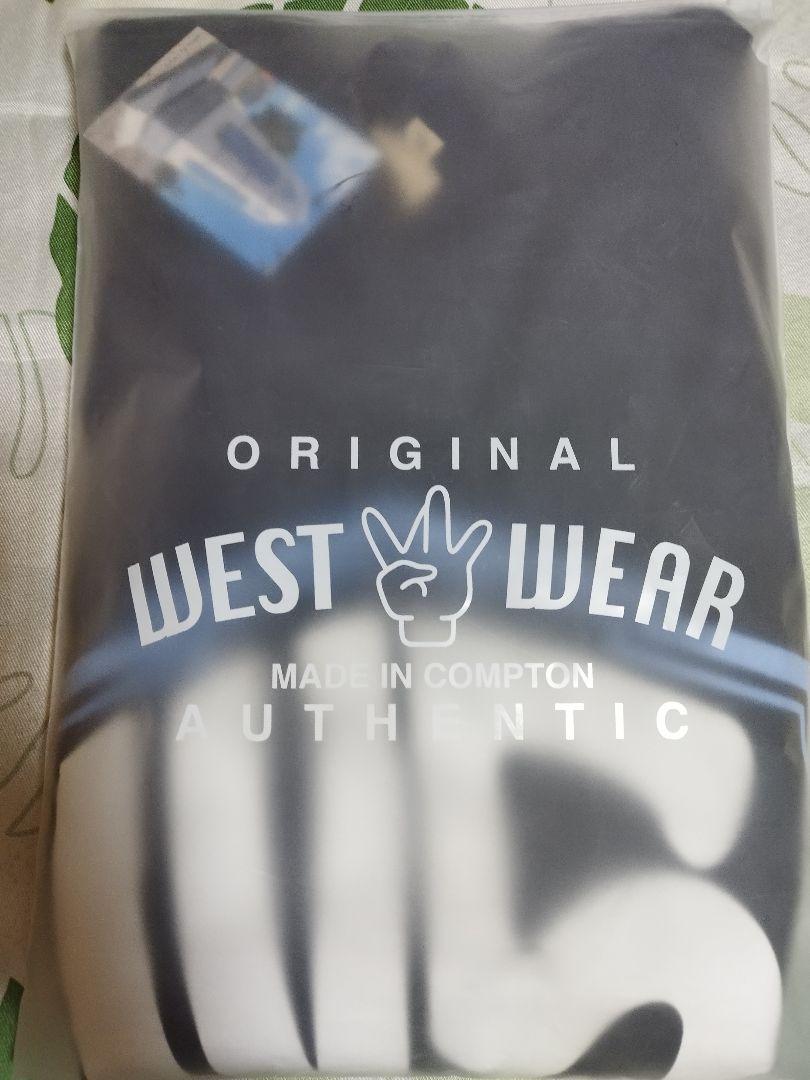 ORIGINAL
WEST WEAR
MADE IN COMPTON
AUTHENTIC